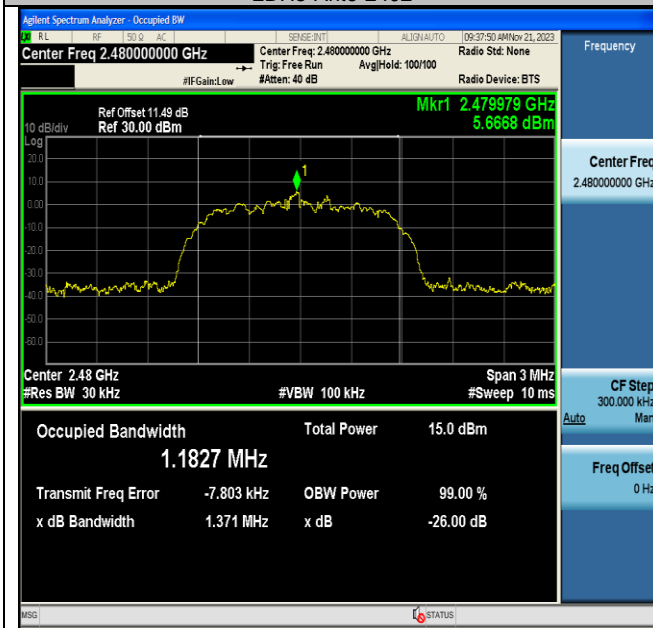 Agilent Spectrum Analyzer - Occupied BW
RL RF 50 Ω AC SENSE:INT ALIGNAUTO 09:37:50 AM Nov 21, 2023
Center Freq 2.480000000 GHz
Center Freq: 2.480000000 GHz
Radio Std: None
Trig: Free Run Avg|Hold: 100/100
#IFGain:Low #Atten: 40 dB Radio Device: BTS
Frequency
Ref Offset 11.49 dB
10 dB/div Ref 30.00 dBm
Mkr1 2.479979 GHz
5.6668 dBm
Log
20.0
10.0
0.00
-10.0
-20.0
-30.0
-40.0
-50.0
-60.0
1
Center 2.48 GHz Span 3 MHz
#Res BW 30 kHz #VBW 100 kHz #Sweep 10 ms
Occupied Bandwidth Total Power 15.0 dBm
1.1827 MHz
Transmit Freq Error -7.803 kHz OBW Power 99.00 %
x dB Bandwidth 1.371 MHz x dB -26.00 dB
Center Freq
2.480000000 GHz
CF Step
300.000 kHz
Auto Man
Freq Offset
0 Hz
MSG STATUS